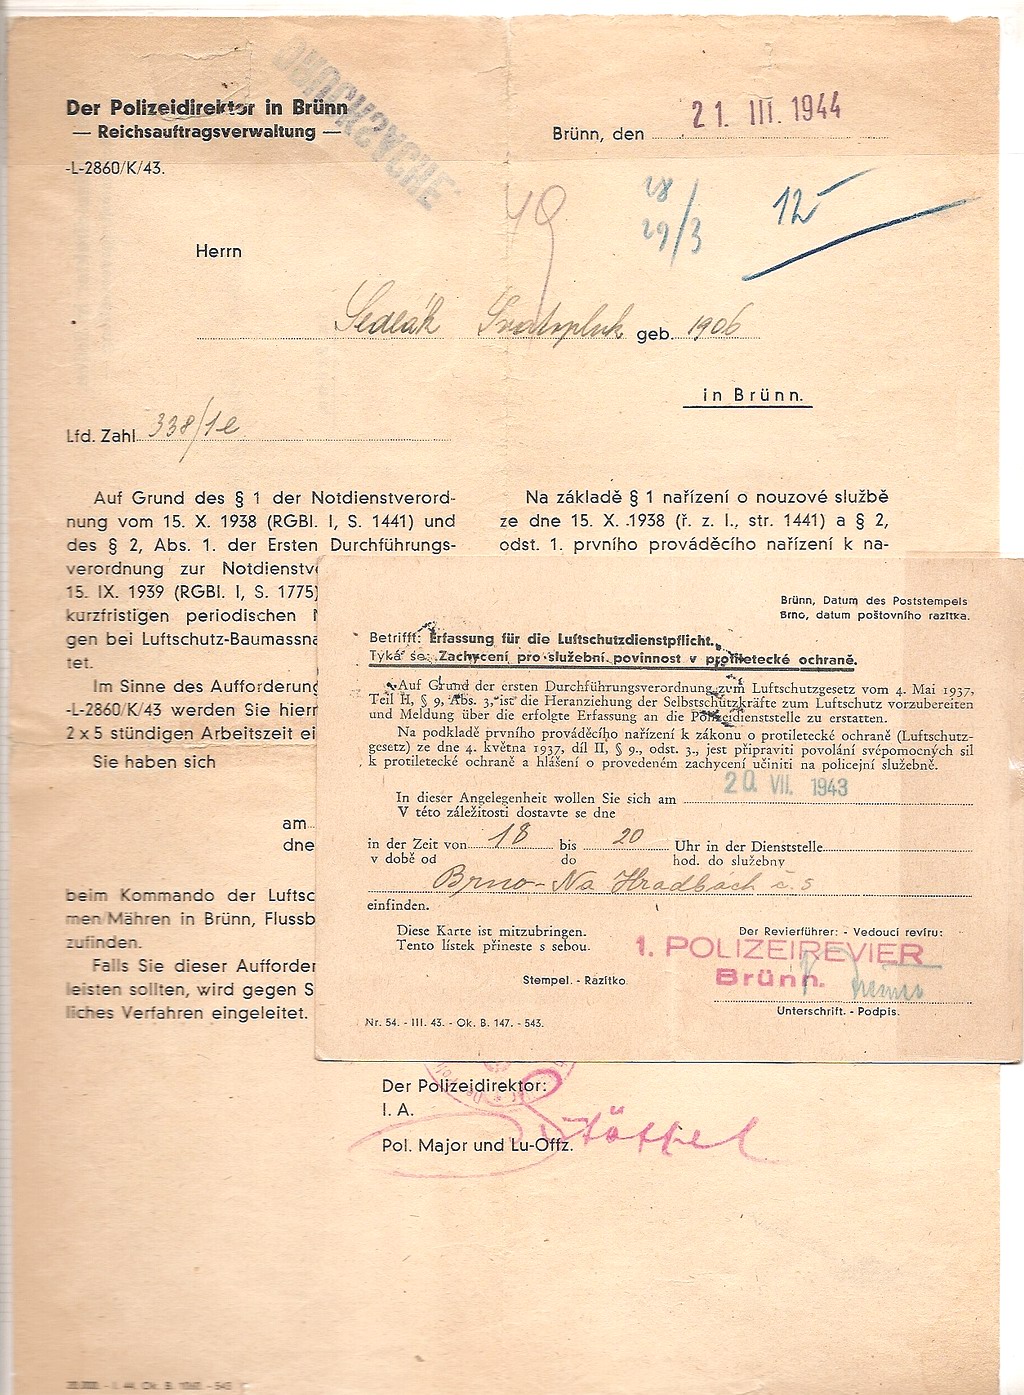 DRUCKSACHE
Der Polizeidirektor in Brünn
— Reichsauftragsverwaltung —
Brünn, den 21. III. 1944
-L-2860/K/43.
49
28
29/3
12
Herrn
Sedlák Svatopluk geb. 1906
in Brünn.
Lfd. Zahl 338/1e
Auf Grund des § 1 der Notdienstverord-
nung vom 15. X. 1938 (RGBl. I, S. 1441) und
des § 2, Abs. 1. der Ersten Durchführungs-
verordnung zur Notdienstv
15. IX. 1939 (RGBl. I, S. 1775)
kurzfristigen periodischen
gen bei Luftschutz-Baumassna
tet.
Im Sinne des Aufforderung
-L-2860/K/43 werden Sie hierm
2 x 5 stündigen Arbeitszeit ei
Sie haben sich
am
dne
beim Kommando der Luftsc
men Mähren in Brünn, Flussb
zufinden.
Falls Sie dieser Aufforder
leisten sollten, wird gegen S
liches Verfahren eingeleitet.
Na základě § 1 nařízení o nouzové službě
ze dne 15. X. 1938 (ř. z. I., str. 1441) a § 2,
odst. 1. prvního prováděcího nařízení k na-
Brünn, Datum des Poststempels
Brno, datum poštovního razítka.
Betrifft: Erfassung für die Luftschutzdienstpflicht.
Týká se: Zachycení pro služební povinnost v protiletecké ochraně.
Auf Grund der ersten Durchführungsverordnung zum Luftschutzgesetz vom 4. Mai 1937,
Teil H, § 9, Abs. 3, ist die Heranziehung der Selbstschutzkräfte zum Luftschutz vorzubereiten
und Meldung über die erfolgte Erfassung an die Polizeidienststelle zu erstatten.
Na podkladě prvního prováděcího nařízení k zákonu o protiletecké ochraně (Luftschutz-
gesetz) ze dne 4. května 1937, díl II, § 9., odst. 3., jest připraviti povolání svépomocných sil
k protiletecké ochraně a hlášení o provedeném zachycení učiniti na policejní služebně.
In dieser Angelegenheit wollen Sie sich am 20. VII. 1943
V této záležitosti dostavte se dne
in der Zeit von 18 bis 20 Uhr in der Dienststelle
v době od do hod. do služebny
Brno-Na Hradbách č. 5
einfinden.
Diese Karte ist mitzubringen.
Tento lístek přineste s sebou.
Der Revierführer: - Vedoucí revíru:
1. POLIZEIREVIER
Brünn.
Stempel. - Razítko
Unterschrift. - Podpis.
Nr. 54. - III. 43. - Ok. B. 147. - 543.
Der Polizeidirektor:
I. A.
Pol. Major und Lu-Offz.